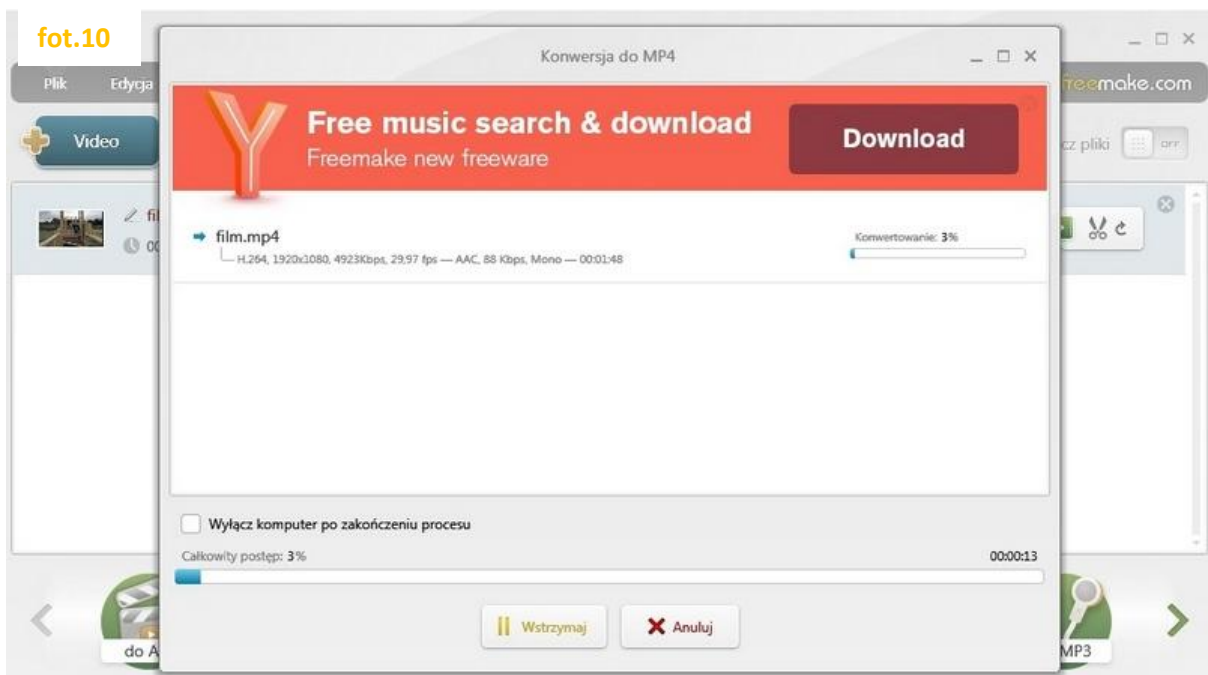 fot.10
Konwersja do MP4
Plik Edycja
freemake.com
Free music search & download
Freemake new freeware
Download
Video
cz pliki OFF
film.mp4
H.264, 1920x1080, 4923Kbps, 29,97 fps — AAC, 88 Kbps, Mono — 00:01:48
Konwertowanie: 3%
fil
00
Wyłącz komputer po zakończeniu procesu
Całkowity postęp: 3%
00:00:13
Wstrzymaj
Anuluj
do A
MP3